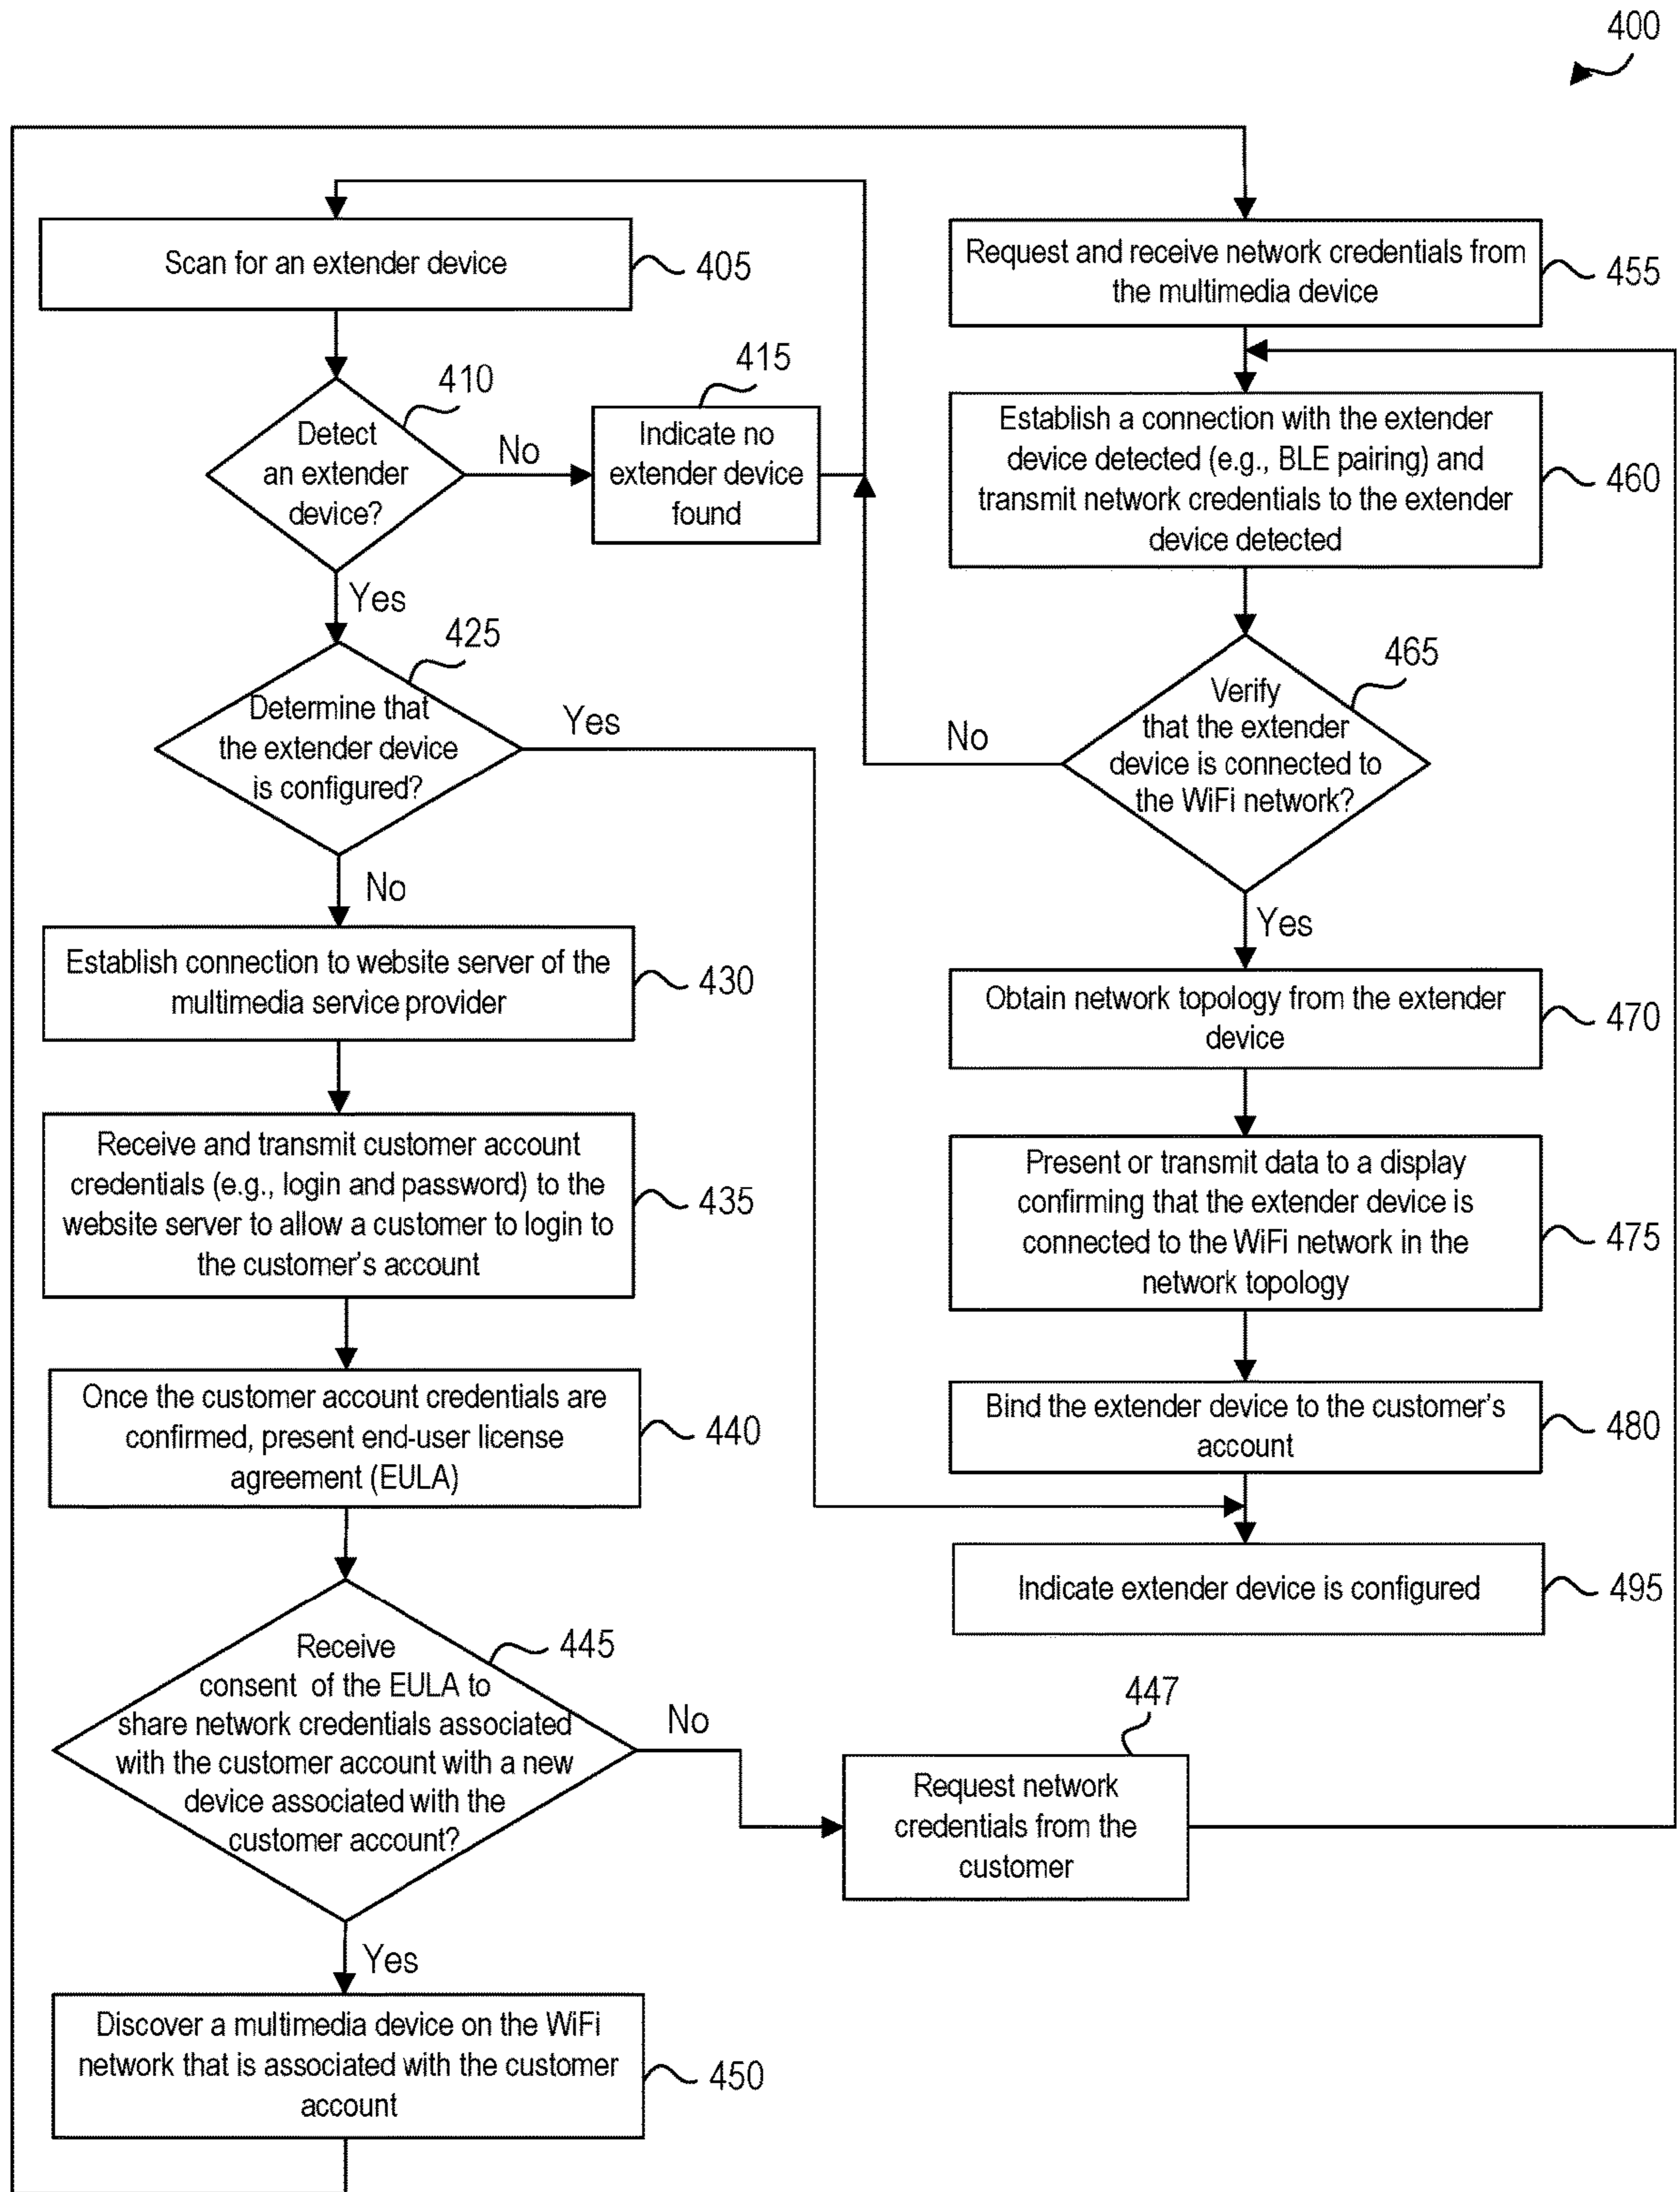 400
Scan for an extender device
405
Detect
an extender
device?
410
No
Indicate no
extender device
found
415
Yes
Determine that
the extender device
is configured?
425
Yes
No
Establish connection to website server of the
multimedia service provider
430
Receive and transmit customer account
credentials (e.g., login and password) to the
website server to allow a customer to login to
the customer's account
435
Once the customer account credentials are
confirmed, present end-user license
agreement (EULA)
440
Receive
consent of the EULA to
share network credentials associated
with the customer account with a new
device associated with the
customer account?
445
No
Request network
credentials from the
customer
447
Yes
Discover a multimedia device on the WiFi
network that is associated with the customer
account
450
Request and receive network credentials from
the multimedia device
455
Establish a connection with the extender
device detected (e.g., BLE pairing) and
transmit network credentials to the extender
device detected
460
Verify
that the extender
device is connected to
the WiFi network?
465
No
Yes
Obtain network topology from the extender
device
470
Present or transmit data to a display
confirming that the extender device is
connected to the WiFi network in the
network topology
475
Bind the extender device to the customer's
account
480
Indicate extender device is configured
495